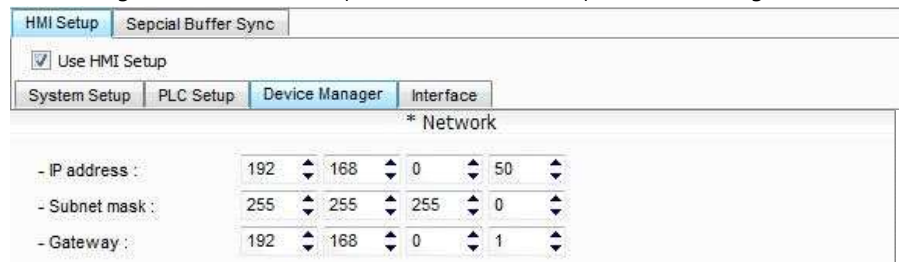 HMI Setup Sepcial Buffer Sync
Use HMI Setup
System Setup PLC Setup Device Manager Interface
* Network
- IP address : 192 168 0 50
- Subnet mask : 255 255 255 0
- Gateway : 192 168 0 1